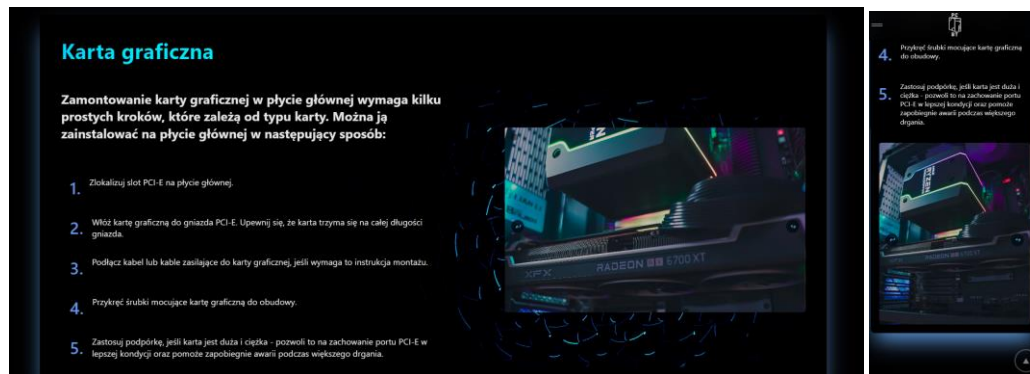 Karta graficzna
Zamontowanie karty graficznej w płycie głównej wymaga kilku
prostych kroków, które zależą od typu karty. Można ją
zainstalować na płycie głównej w następujący sposób:
1. Zlokalizuj slot PCI-E na płycie głównej.
2. Włóż kartę graficzną do gniazda PCI-E. Upewnij się, że karta trzyma się na całej długości
gniazda.
3. Podłącz kabel lub kable zasilające do karty graficznej, jeśli wymaga to instrukcja montażu.
4. Przykręć śrubki mocujące kartę graficzną do obudowy.
5. Zastosuj podpórkę, jeśli karta jest duża i ciężka - pozwoli to na zachowanie portu PCI-E w
lepszej kondycji oraz pomoże zapobiegnie awarii podczas większego drgania.
XFX RADEON RX 6700 XT
PC
BY
4. Przykręć śrubki mocujące kartę graficzną
do obudowy.
5. Zastosuj podpórkę, jeśli karta jest duża i
ciężka - pozwoli to na zachowanie portu
PCI-E w lepszej kondycji oraz pomoże
zapobiegnie awarii podczas większego
drgania.
RYZEN